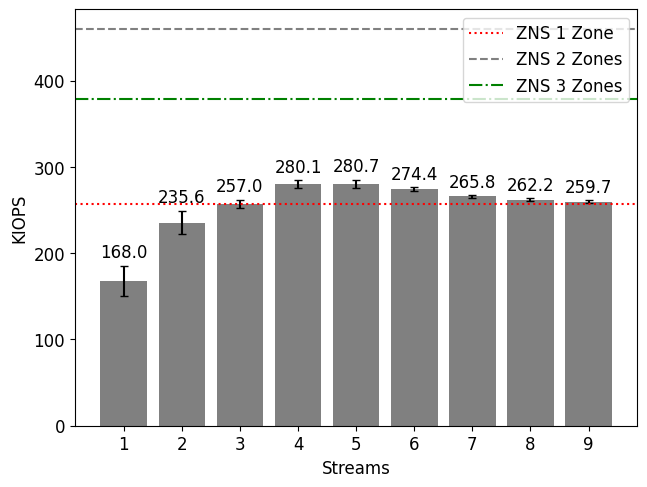 ZNS 1 Zone
ZNS 2 Zones
ZNS 3 Zones
400
300
200
100
0
KIOPS
168.0
235.6
257.0
280.1
280.7
274.4
265.8
262.2
259.7
1 2 3 4 5 6 7 8 9
Streams